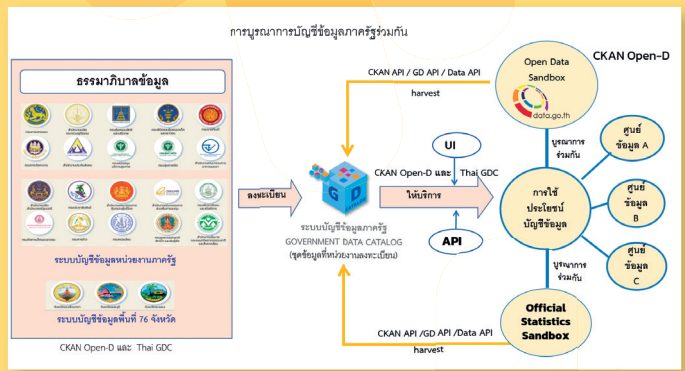 การบูรณาการบัญชีข้อมูลภาครัฐร่วมกัน
ธรรมาภิบาลข้อมูล
ระบบบัญชีข้อมูลหน่วยงานภาครัฐ
ระบบบัญชีข้อมูลพื้นที่ 76 จังหวัด
CKAN Open-D และ Thai GDC
ลงทะเบียน
CKAN API / GD API / Data API
harvest
GD
ระบบบัญชีข้อมูลภาครัฐ
GOVERNMENT DATA CATALOG
(ชุดข้อมูลที่หน่วยงานลงทะเบียน)
UI
CKAN Open-D และ Thai GDC
ให้บริการ
API
CKAN API /GD API /Data API
harvest
CKAN Open-D
Open Data
Sandbox
data.go.th
บูรณาการ
ร่วมกัน
การใช้
ประโยชน์
บัญชีข้อมูล
บูรณาการ
ร่วมกัน
Official
Statistics
Sandbox
ศูนย์
ข้อมูล A
ศูนย์
ข้อมูล
B
ศูนย์
ข้อมูล
C